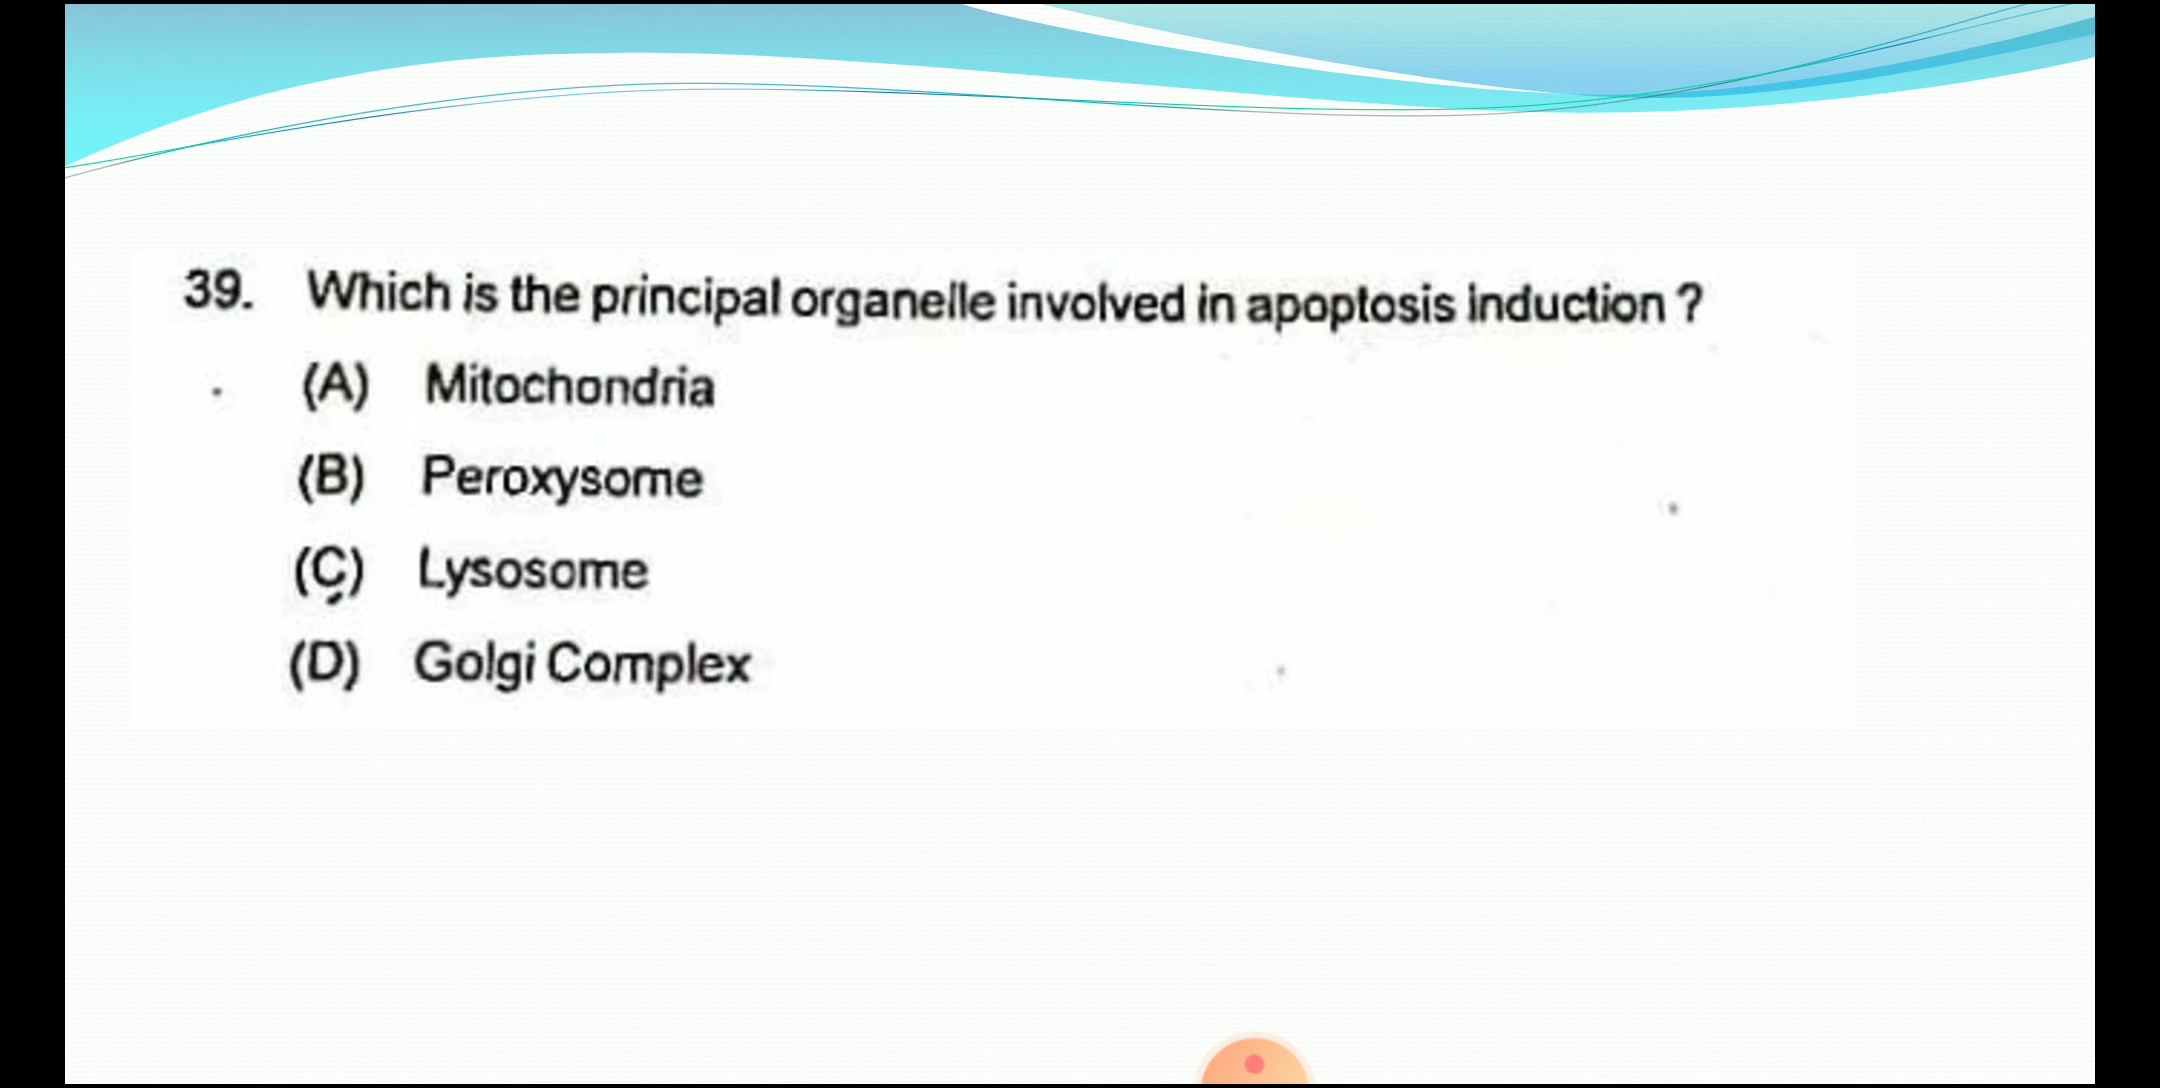 39. Which is the principal organelle involved in apoptosis induction ?
(A) Mitochondria
(B) Peroxysome
(C) Lysosome
(D) Golgi Complex